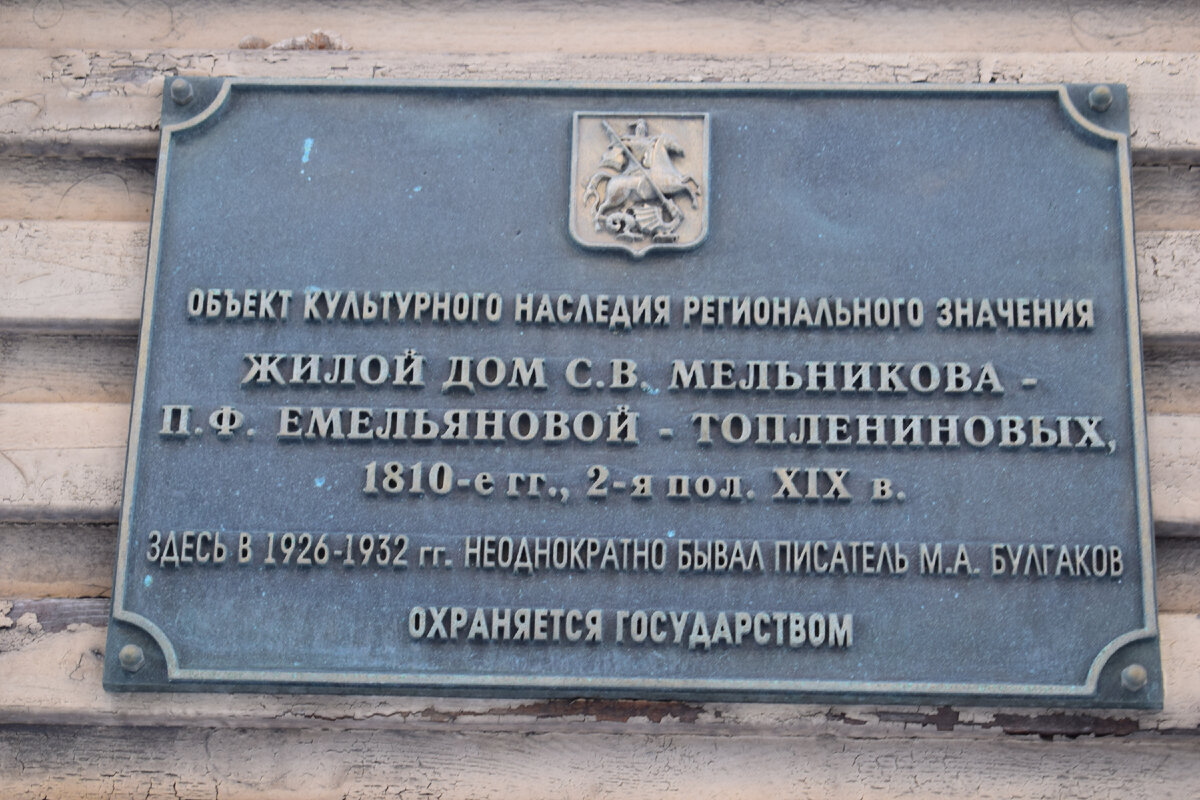 ОБЪЕКТ КУЛЬТУРНОГО НАСЛЕДИЯ РЕГИОНАЛЬНОГО ЗНАЧЕНИЯ
ЖИЛОЙ ДОМ С.В. МЕЛЬНИКОВА -
П.Ф. ЕМЕЛЬЯНОВОЙ - ТОПЛЕНИНОВЫХ,
1810-е гг., 2-я пол. XIX в.
ЗДЕСЬ В 1926-1932 гг. НЕОДНОКРАТНО БЫВАЛ ПИСАТЕЛЬ М.А. БУЛГАКОВ
ОХРАНЯЕТСЯ ГОСУДАРСТВОМ